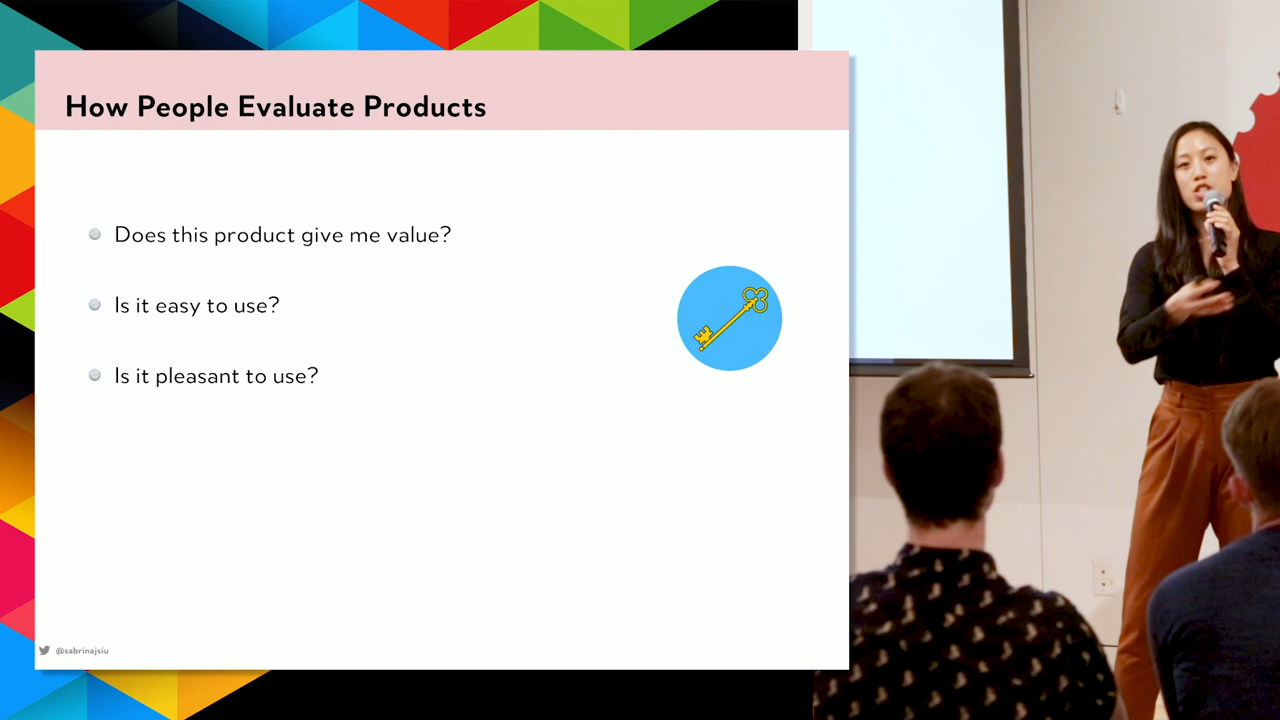 How People Evaluate Products
Does this product give me value?
Is it easy to use?
Is it pleasant to use?
@sabrinajsiu